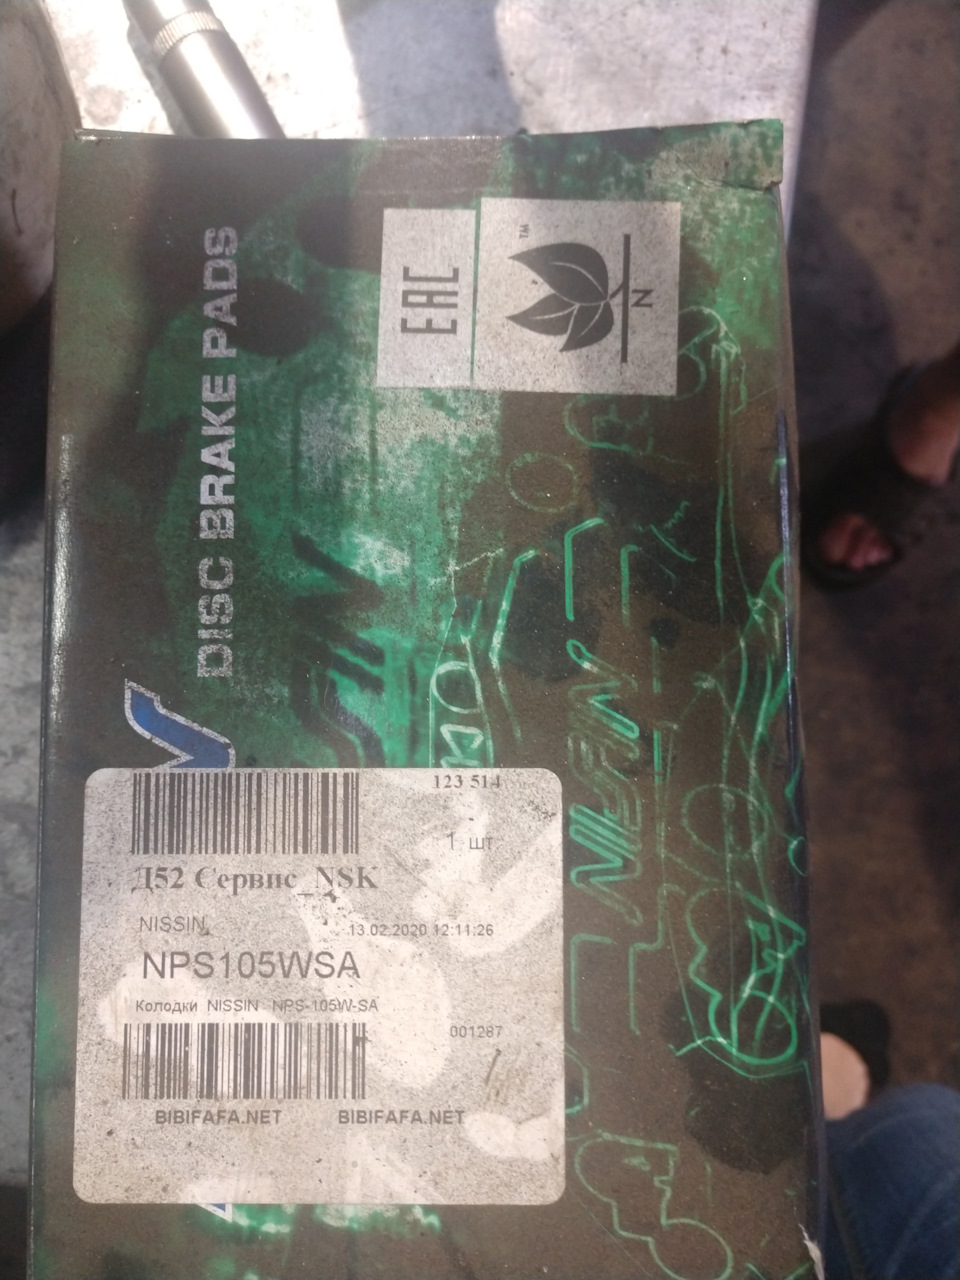 DISC BRAKE PADS
EAC
TM
N
123 514
1 шт
Д52 Сервис_NSK
NISSIN
13.02.2020 12:11:26
NPS105WSA
Колодки NISSIN NPS-105W-SA
001287
BIBIFAFA.NET BIBIFAFA.NET